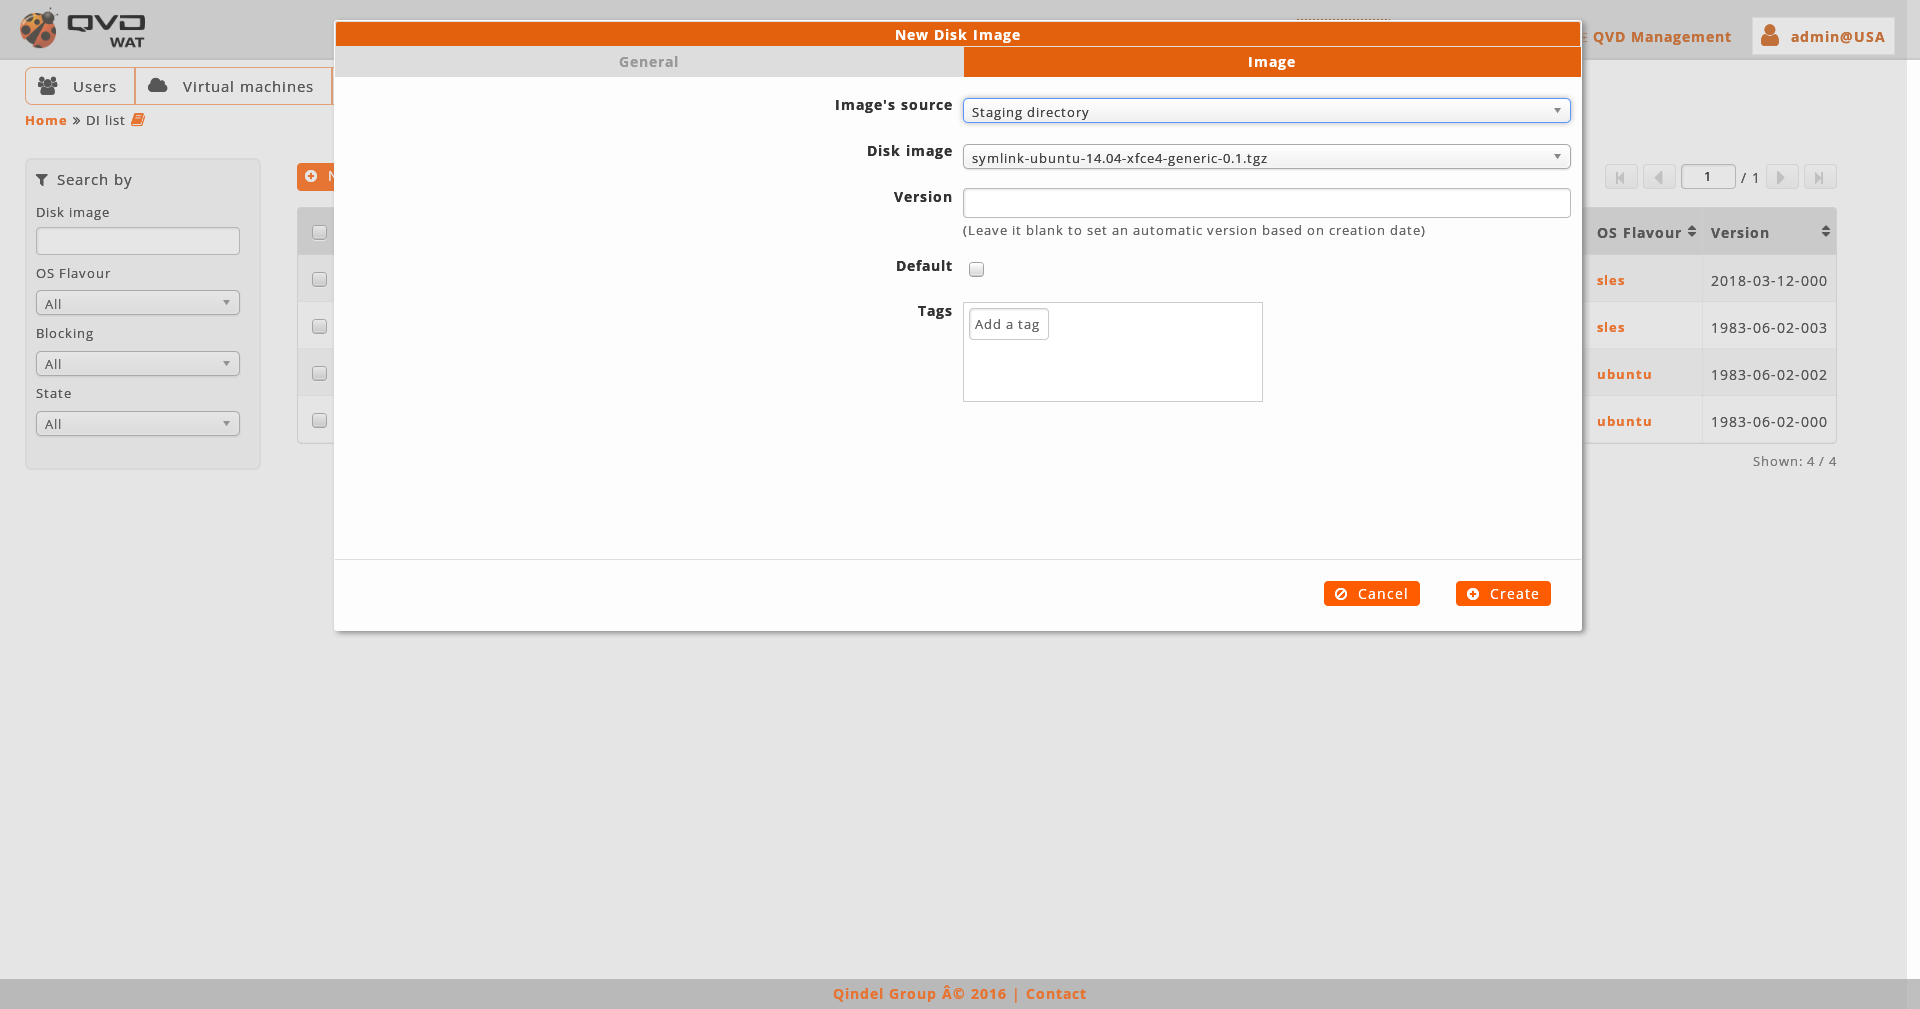 QVD
WAT
New Disk Image
QVD Management
admin@USA
General
Image
Users
Virtual machines
Home » DI list
Image's source
Staging directory
Disk image
symlink-ubuntu-14.04-xfce4-generic-0.1.tgz
Version
(Leave it blank to set an automatic version based on creation date)
Default
Tags
Add a tag
Cancel
Create
Search by
Disk image
OS Flavour
All
Blocking
All
State
All
1 / 1
OS Flavour Version
sles 2018-03-12-000
sles 1983-06-02-003
ubuntu 1983-06-02-002
ubuntu 1983-06-02-000
Shown: 4 / 4
Qindel Group Â© 2016 | Contact